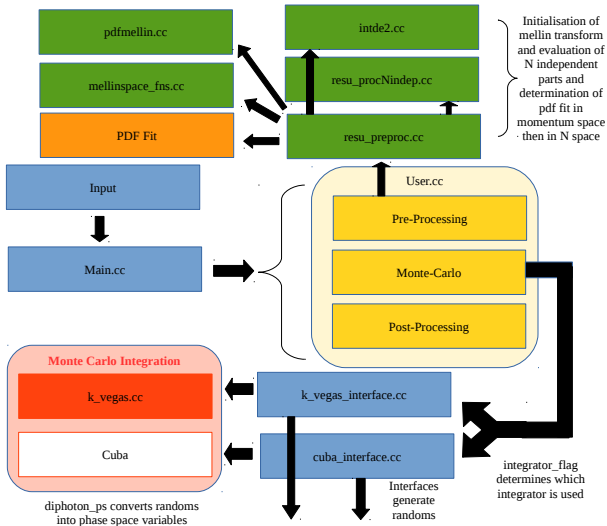 pdfmellin.cc
mellinspace_fns.cc
PDF Fit
intde2.cc
resu_procNindep.cc
resu_preproc.cc
Initialisation of
mellin transform
and evaluation of
N independent
parts and
determination of
pdf fit in
momentum space
then in N space
Input
Main.cc
User.cc
Pre-Processing
Monte-Carlo
Post-Processing
Monte Carlo Integration
k_vegas.cc
Cuba
k_vegas_interface.cc
cuba_interface.cc
integrator_flag
determines which
integrator is used
Interfaces
generate
randoms
diphoton_ps converts randoms
into phase space variables